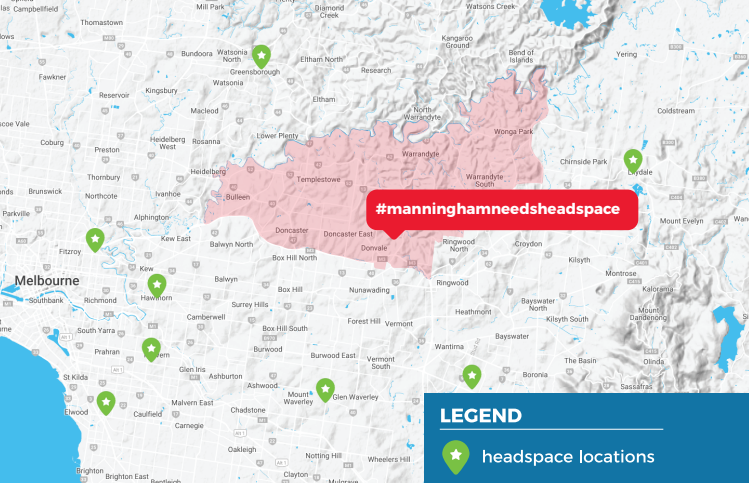 as Campbellfield
Mill Park
Diamond
Creek
Watsons Creek
Thomastown
Kangaroo
Ground
Bend of
Islands
Yering
Bundoora
Watsonia
North
Greensborough
Eltham North
Research
Watsonia
Fawkner
Kingsbury
Reservoir
Eltham
Macleod
North
Warrandyte
Coldstream
scoe Vale
Coburg
Preston
Heidelberg
West
Rosanna
Lower Plenty
Wonga Park
Warrandyte
Chirnside Park
Thornbury
Heidelberg
Templestowe
Warrandyte
South
Brunswick
Northcote
Ivanhoe
Bulleen
#manninghamneedsheadspace
Parkville
Alphington
Mount Evelyn
Wan
Fitzroy
Kew East
Balwyn North
Doncaster
Doncaster East
Donvale
Ringwood
North
Croydon
Box Hill North
Kilsyth
Kew
Montrose
Melbourne
Balwyn
Box Hill
Nunawading
Ringwood
Kalorama
Southbank
Richmond
Hawthorn
Surrey Hills
Bayswater
North
Mount
Dandenong
Camberwell
Heathmont
Kilsyth South
South Yarra
Box Hill South
Forest Hill
Vermont
Prahran
Burwood
Wantirna
Bayswater
Burwood East
Vermont
South
The Basin
Olinda
Glen Iris
St Kilda
Ashburton
Ashwood
Boronia
Sassafras
Mount
Waverley
Glen Waverley
Elwood
Caulfield
Malvern East
Chadstone
Carnegie
LEGEND
Oakleigh
headspace locations
Notting Hill
Wheelers Hill
Brighton
Brighton East
Clayton
Mulgrave